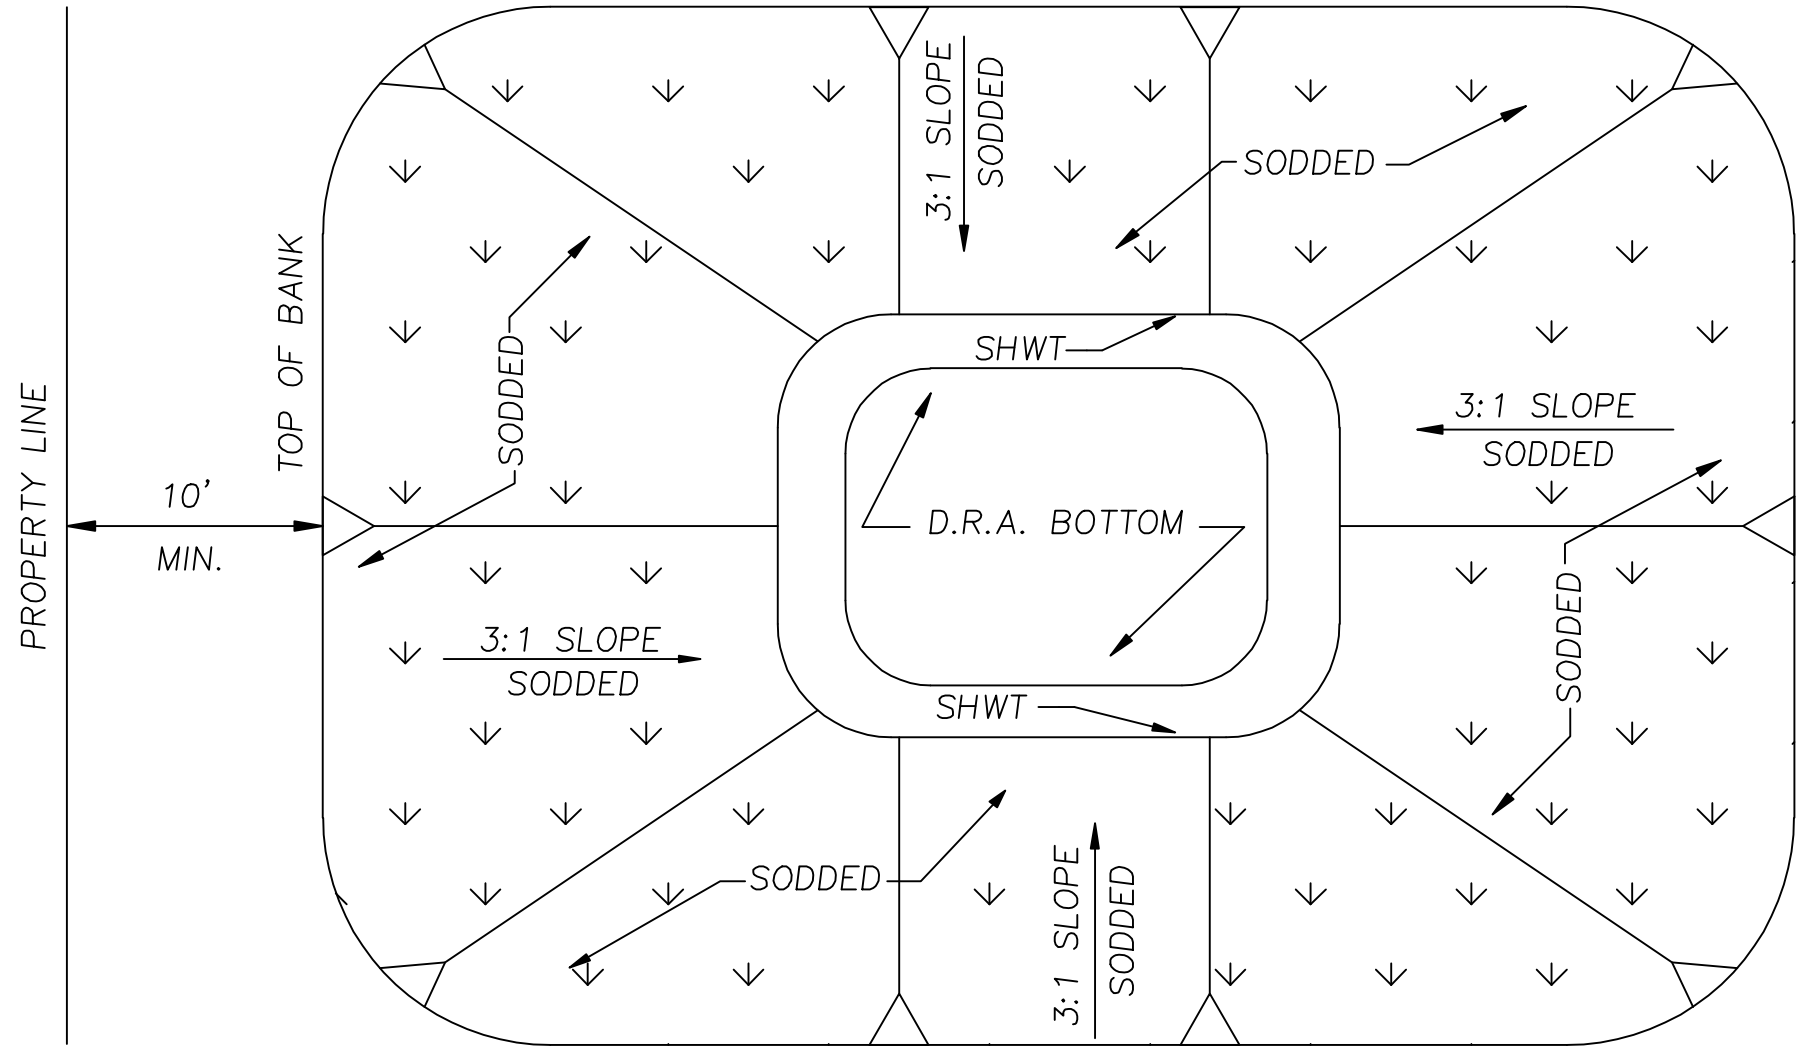 PROPERTY LINE
10'
MIN.
TOP OF BANK
SODDED
3:1 SLOPE
SODDED
3:1 SLOPE
SODDED
SODDED
SHWT
D.R.A. BOTTOM
SHWT
3:1 SLOPE
SODDED
SODDED
SODDED
3:1 SLOPE
SODDED